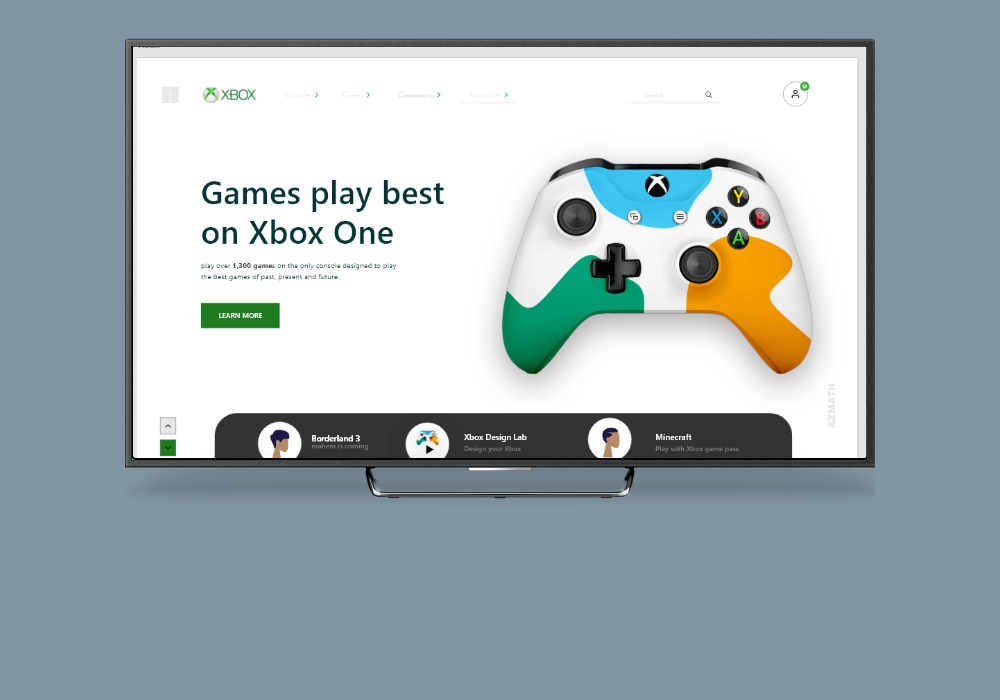 XBOX
Consoles
Games
Community
Accessories
Search
Games play best
on Xbox One
play over 1,300 games on the only console designed to play
the best games of past, present and future..
LEARN MORE
Y
X
B
A
AZMATH
Borderland 3
mahem is coming
Xbox Design Lab
Design your Xbox
Minecraft
Play with Xbox game pass